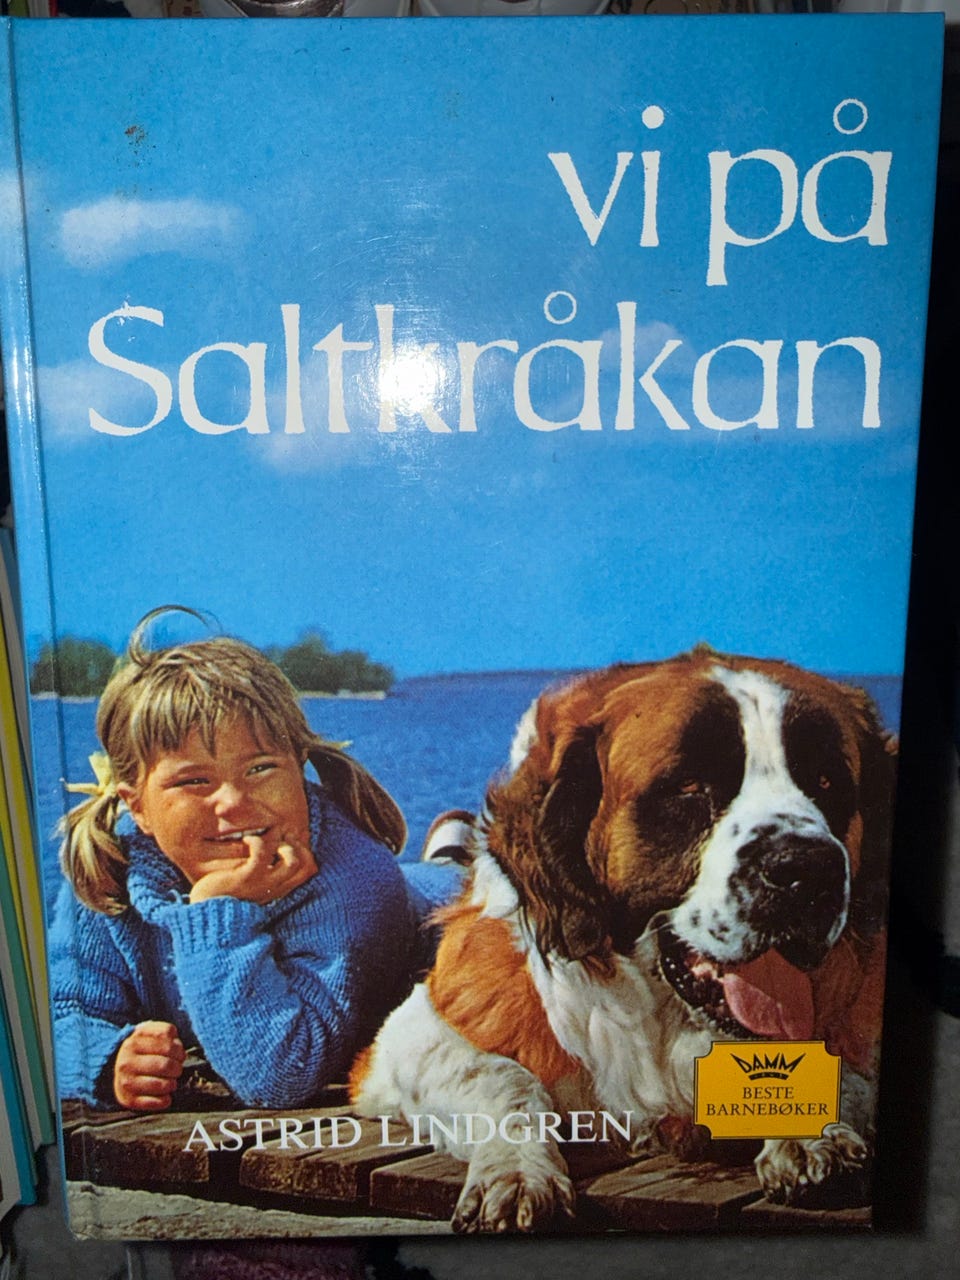 vi på
Saltkråkan
ASTRID LINDGREN
DAMM
BESTE
BARNEBØKER